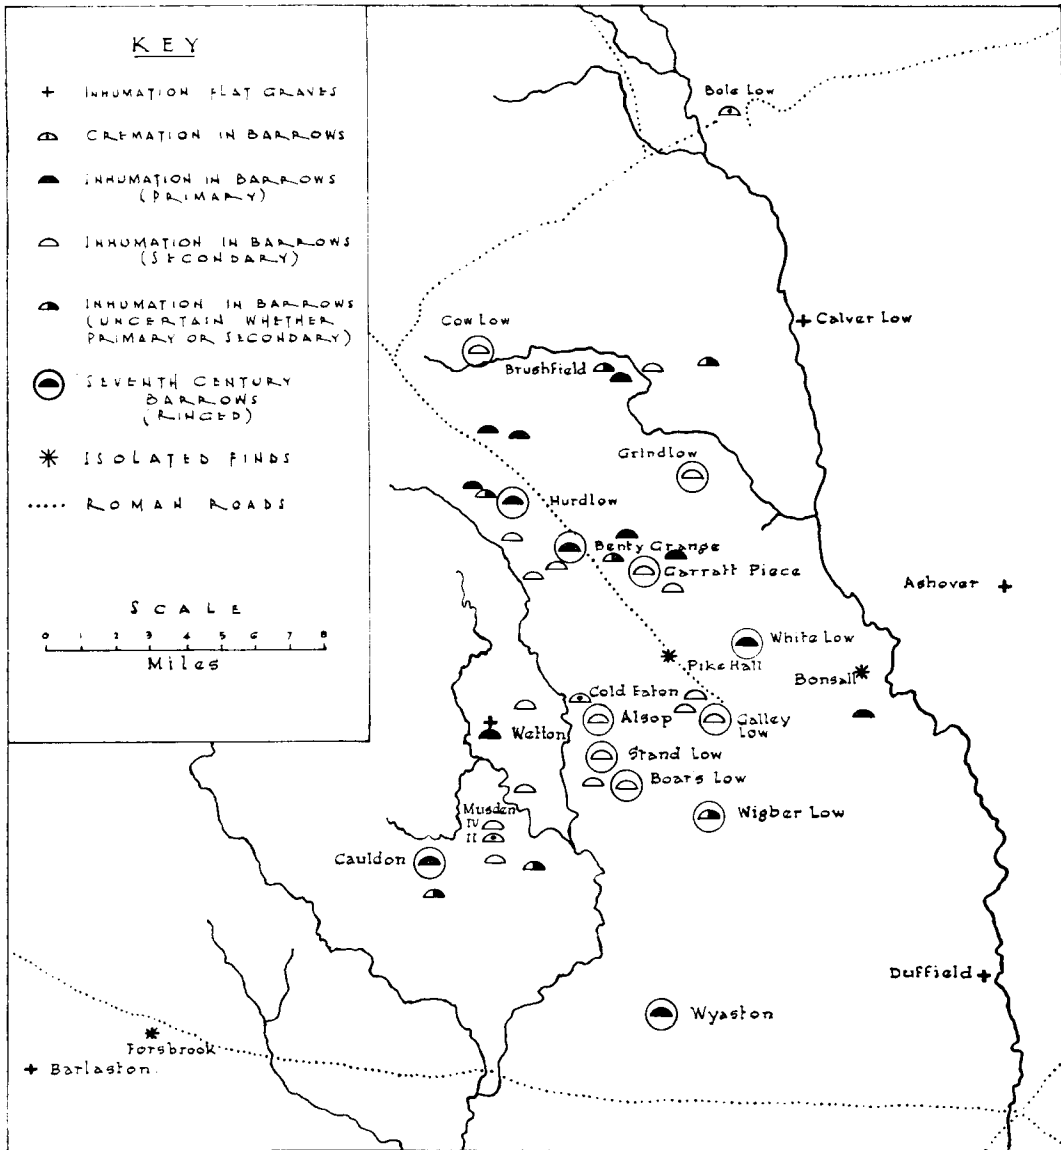 KEY
INHUMATION FLAT GRAVES
CREMATION IN BARROWS
INHUMATION IN BARROWS
(PRIMARY)
INHUMATION IN BARROWS
(SECONDARY)
INHUMATION IN BARROWS
(UNCERTAIN WHETHER
PRIMARY OR SECONDARY)
SEVENTH CENTURY
BARROWS
(RINGED)
ISOLATED FINDS
ROMAN ROADS
SCALE
0 1 2 3 4 5 6 7 8
Miles
Bole Low
Calver Low
Cow Low
Brushfield
Grindlow
Hurdlow
Benty Grange
Garratt Piece
Ashover
White Low
Pike Hall
Bonsall
Cold Eaton
Alsop
Galley
Low
Wetton
Stand Low
Boar's Low
Musden
IV
II
Wigber Low
Cauldon
Duffield
Wyaston
Forsbrook
Barlaston